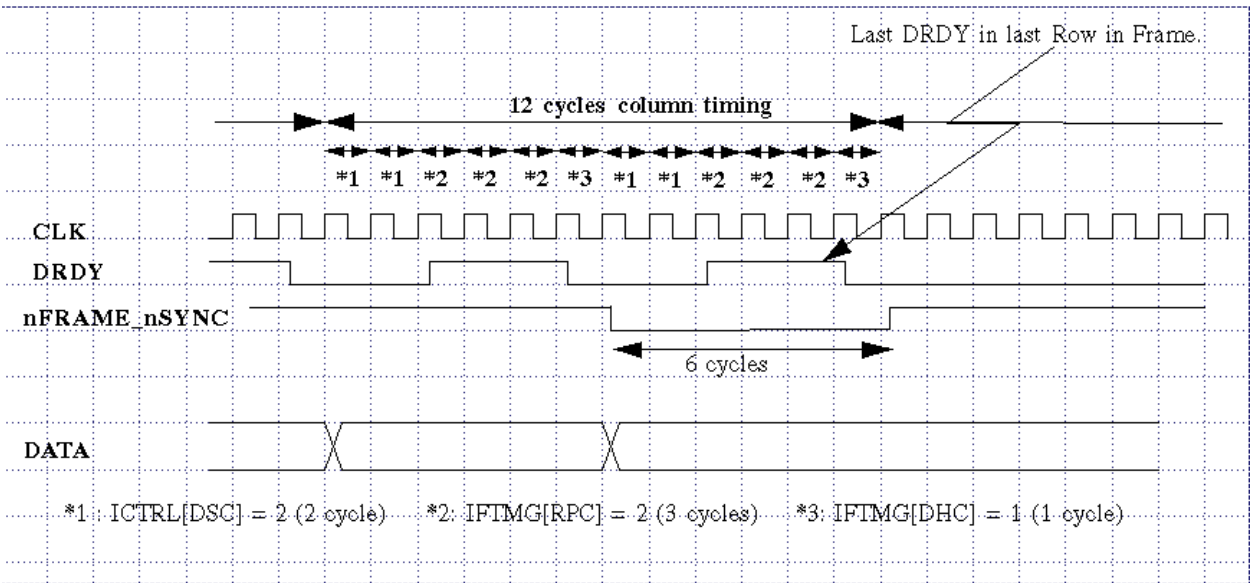 Last DRDY in last Row in Frame.
12 cycles column timing
*1 *1 *2 *2 *2 *3 *1 *1 *2 *2 *2 *3
CLK
DRDY
nFRAME_nSYNC
6 cycles
DATA
*1 : ICTRL[DSC] = 2 (2 cycle) *2: IFTMG[RPC] = 2 (3 cycles) *3: IFTMG[DHC] = 1 (1 cycle)